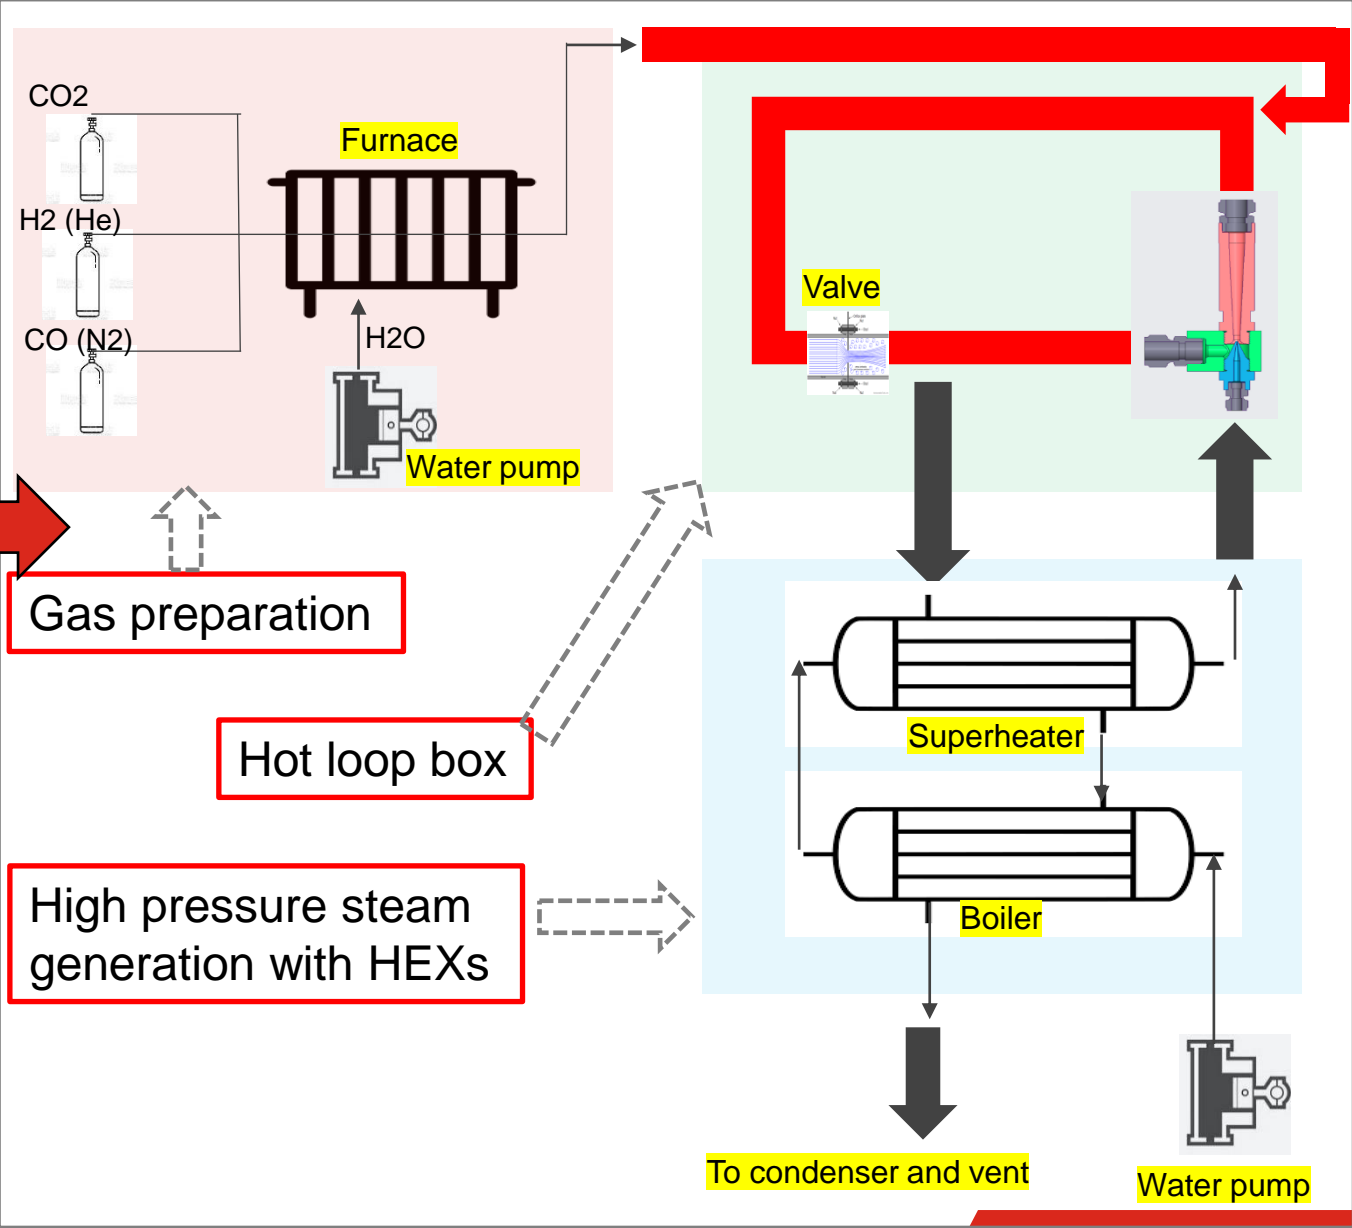 CO2
Furnace
H2 (He)
CO (N2)
H2O
Water pump
Valve
Gas preparation
Hot loop box
High pressure steam
generation with HEXs
Superheater
Boiler
To condenser and vent
Water pump